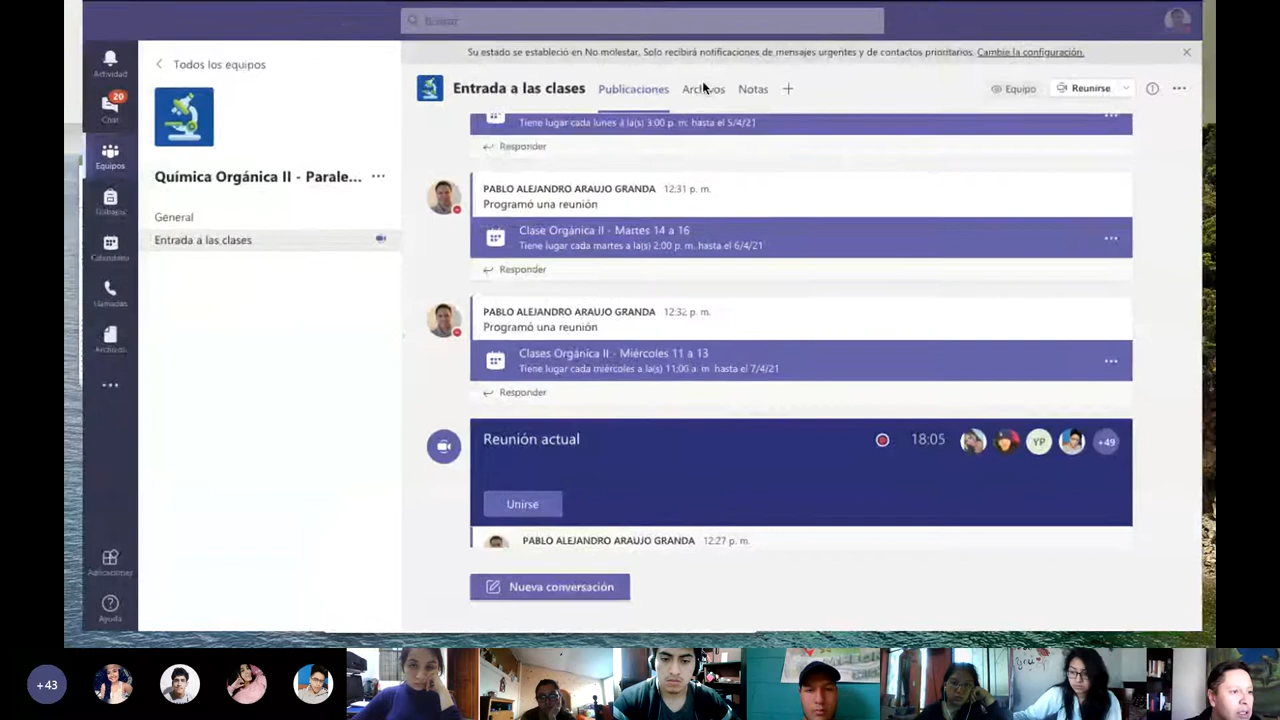 Buscar
Su estado se estableció en No molestar. Solo recibirá notificaciones de mensajes urgentes y de contactos prioritarios. Cambie la configuración.
Actividad
20
Chat
Equipos
Trabajos
Calendario
Llamadas
Archivos
Aplicaciones
Ayuda
Todos los equipos
Química Orgánica II - Parale...
General
Entrada a las clases
Entrada a las clases
Publicaciones
Archivos
Notas
Equipo
Reunirse
Tiene lugar cada lunes a la(s) 3:00 p. m. hasta el 5/4/21
Responder
PABLO ALEJANDRO ARAUJO GRANDA 12:31 p. m.
Programó una reunión
Clase Orgánica II - Martes 14 a 16
Tiene lugar cada martes a la(s) 2:00 p. m. hasta el 6/4/21
Responder
PABLO ALEJANDRO ARAUJO GRANDA 12:32 p. m.
Programó una reunión
Clases Orgánica II - Miércoles 11 a 13
Tiene lugar cada miércoles a la(s) 11:00 a. m. hasta el 7/4/21
Responder
Reunión actual
18:05
YP
+49
Unirse
PABLO ALEJANDRO ARAUJO GRANDA 12:27 p. m.
Nueva conversación
+43